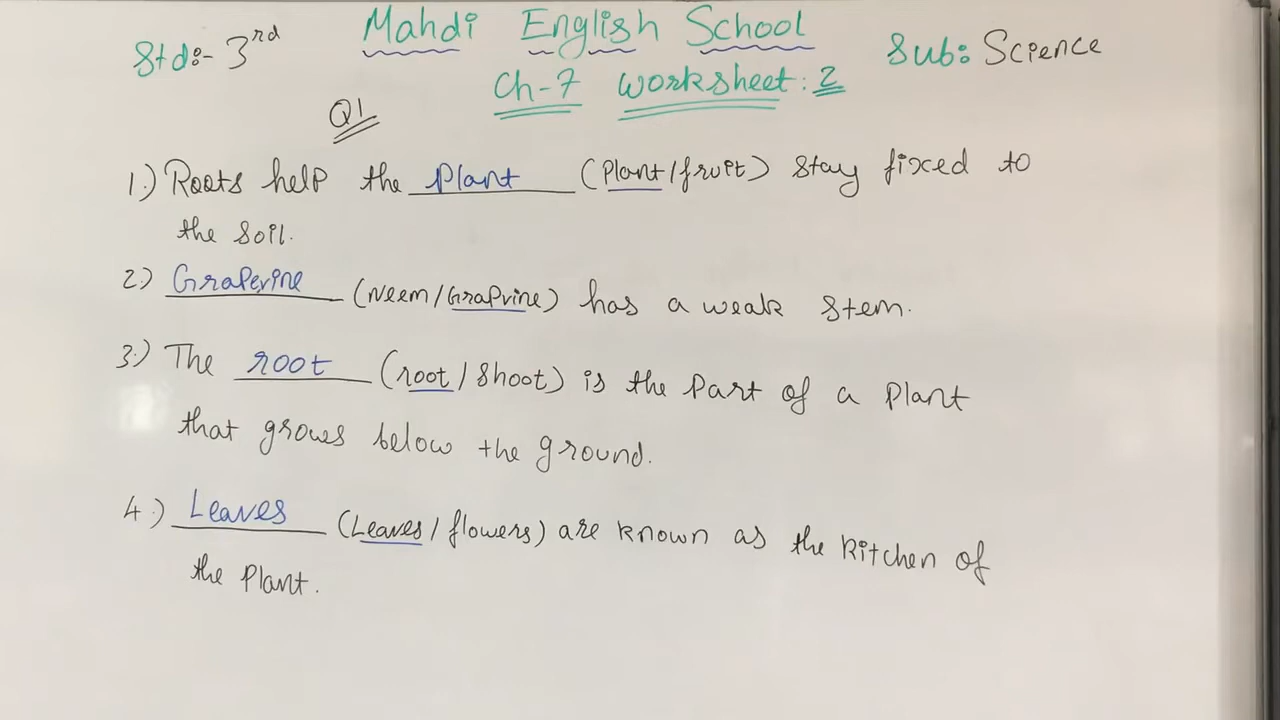 Mahdi English School
Std:- 3rd Sub: Science
Ch-7 Worksheet: 2
Q1
1.) Roots help the Plant (Plant/fruit) stay fixed to
the soil.
2.) Grapevine (Neem/Grapvine) has a weak stem.
3.) The root (root/shoot) is the Part of a Plant
that grows below the ground.
4.) Leaves (Leaves/flowers) are known as the Kitchen of
the Plant.